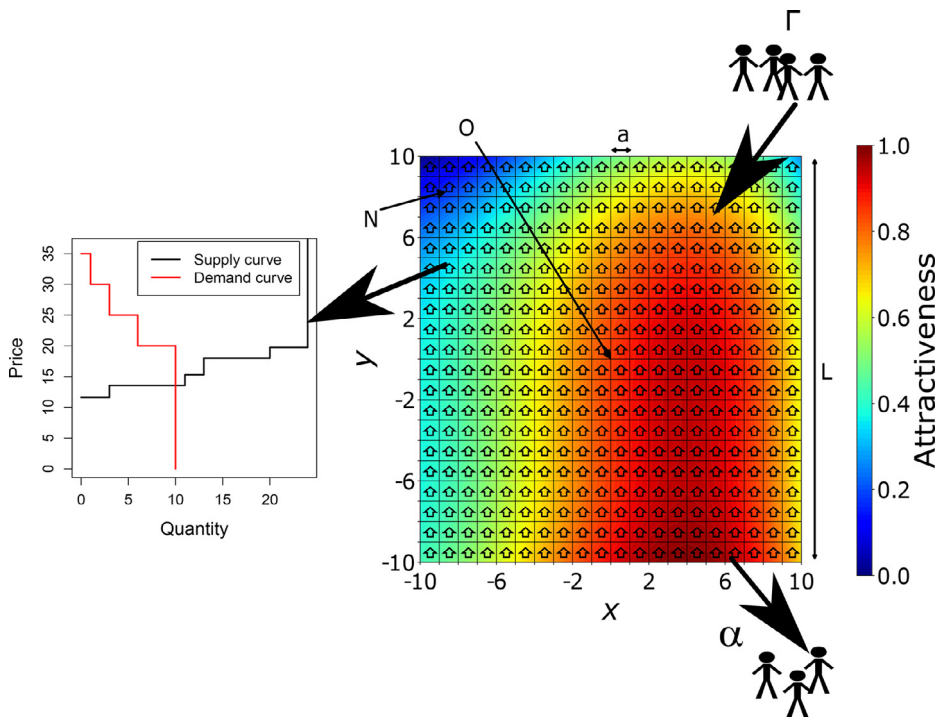 Γ
O
a
N
L
10
6
2
-2
-6
-10
y
-10
-6
-2
2
6
10
x
1.0
0.8
0.6
0.4
0.2
0.0
Attractiveness
α
Supply curve
Demand curve
35
30
25
20
15
10
5
0
Price
0
5
10
15
20
Quantity